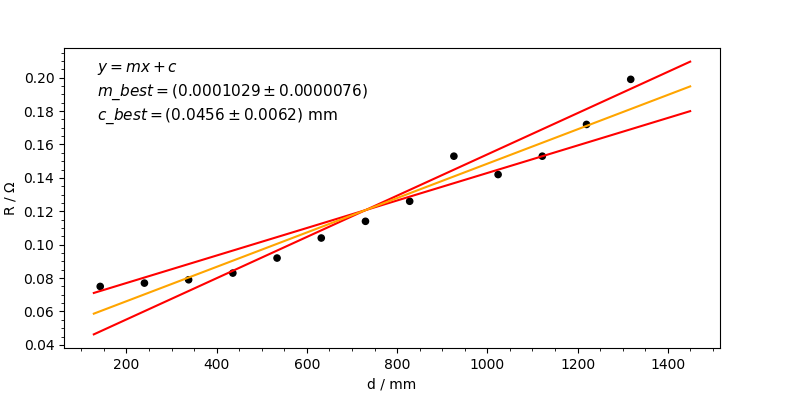 y = mx + c
m_best = (0.0001029 ± 0.0000076)
c_best = (0.0456 ± 0.0062) mm
0.20
0.18
0.16
0.14
0.12
0.10
0.08
0.06
0.04
R / Ω
200 400 600 800 1000 1200 1400
d / mm